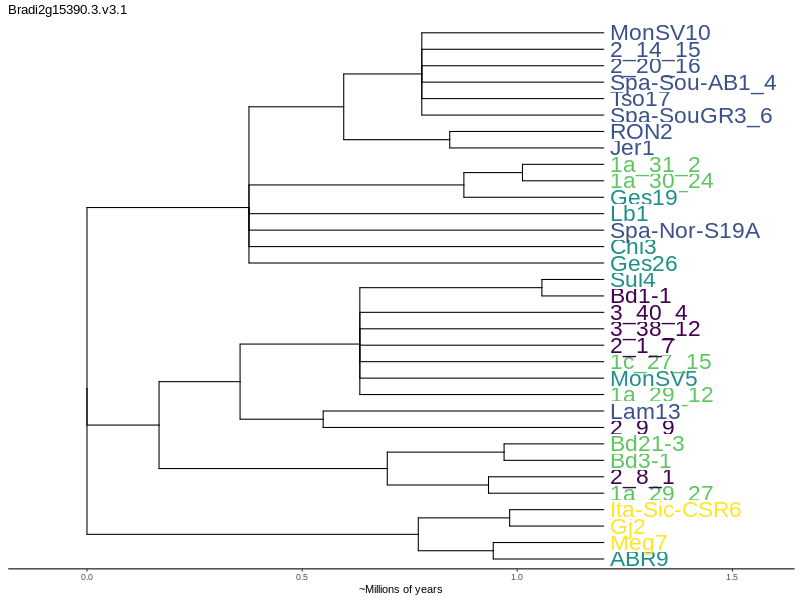 Bradi2g15390.3.v3.1
MonSV10
2_14_15
2_20_16
Spa-Sou-AB1_4
Tso17
Spa-SouGR3_6
RON2
Jer1
1a_31_2
1a_30_24
Ges19
Lb1
Spa-Nor-S19A
Chi3
Ges26
Sul4
Bd1-1
3_40_4
3_38_12
2_1_7
1c_27_15
MonSV5
1a_29_12
Lam13
2_9_9
Bd21-3
Bd3-1
2_8_1
1a_29_27
Ita-Sic-CSR6
Gj2
Meg7
ABR9
0.0 0.5 1.0 1.5
~Millions of years